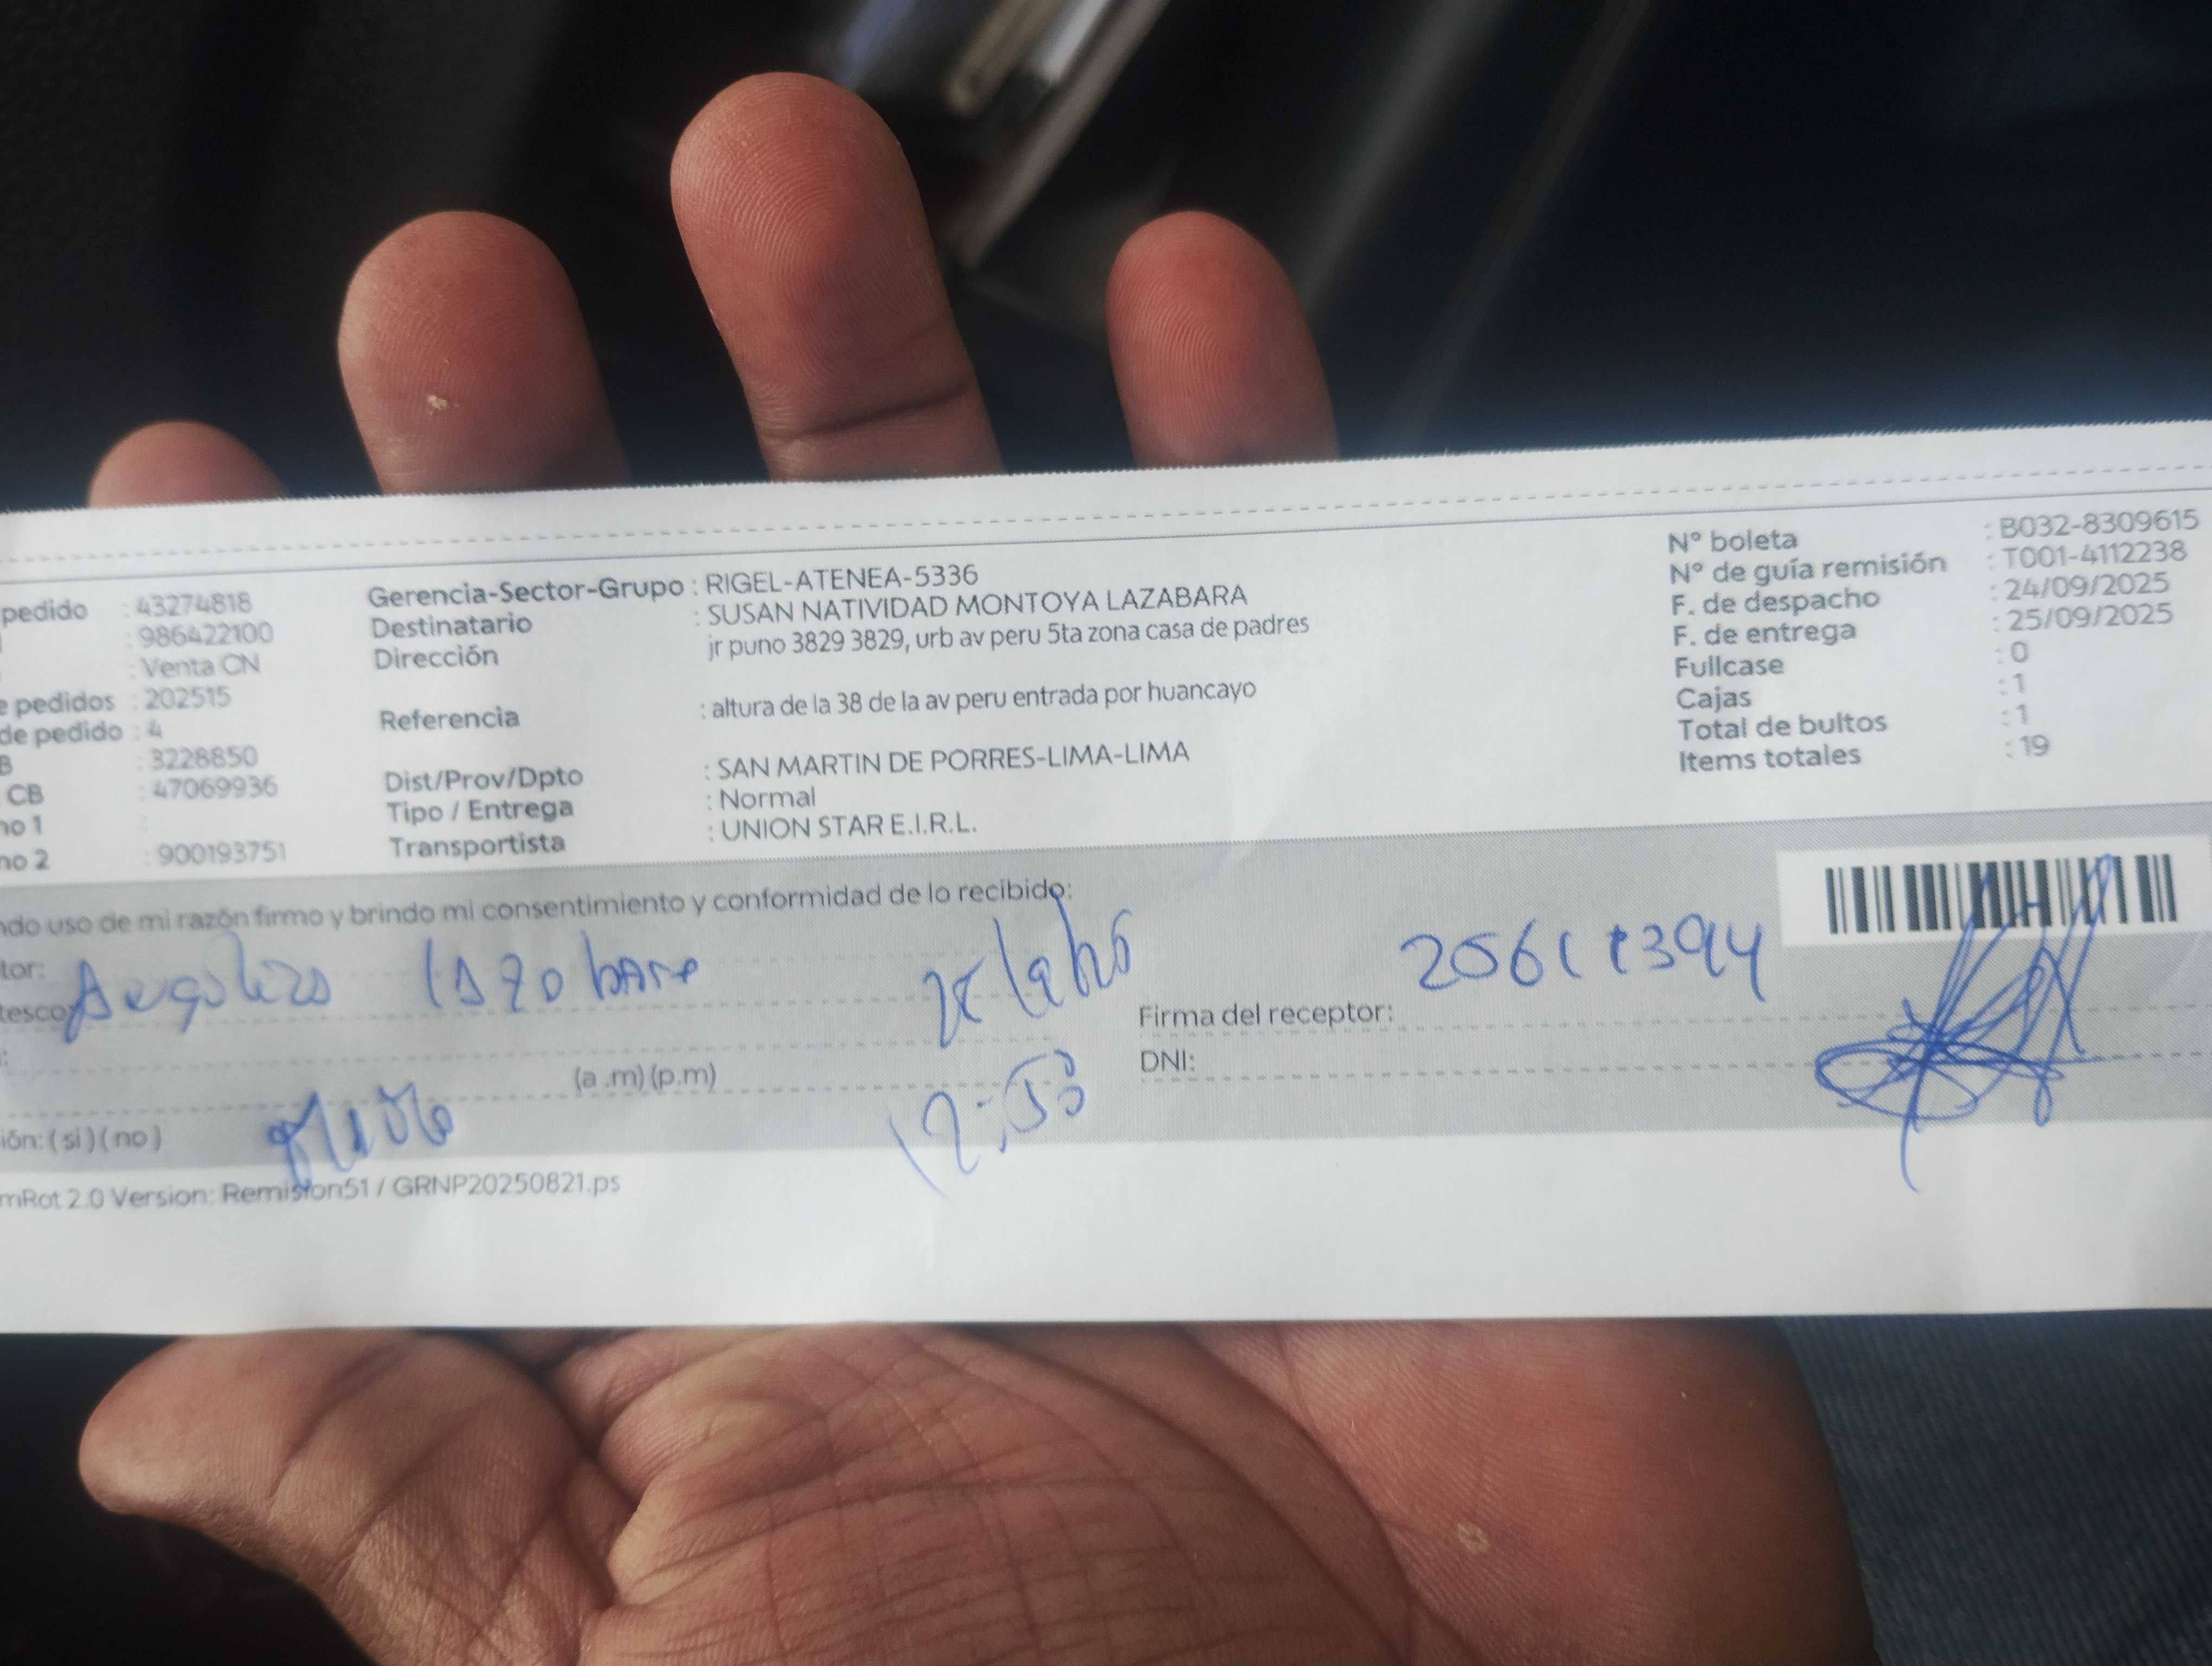 pedido : 43274818
: 986422100
: Venta CN
e pedidos : 202515
de pedido : 4
B : 3228850
CB : 47069936
no 1 :
no 2 : 900193751
Gerencia-Sector-Grupo : RIGEL-ATENEA-5336
Destinatario : SUSAN NATIVIDAD MONTOYA LAZABARA
Dirección jr puno 3829 3829, urb av peru 5ta zona casa de padres
Referencia : altura de la 38 de la av peru entrada por huancayo
Dist/Prov/Dpto : SAN MARTIN DE PORRES-LIMA-LIMA
Tipo / Entrega : Normal
Transportista : UNION STAR E.I.R.L.
N° boleta : B032-8309615
N° de guía remisión : T001-4112238
F. de despacho : 24/09/2025
F. de entrega : 25/09/2025
Fullcase : 0
Cajas : 1
Total de bultos : 1
Items totales : 19
ndo uso de mi razón firmo y brindo mi consentimiento y conformidad de lo recibido:
tor:
tesco
:
(a .m) (p.m)
12:53
Firma del receptor:
DNI:
ión: ( si ) ( no )
mRot 2.0 Version: Remision51 / GRNP20250821.ps